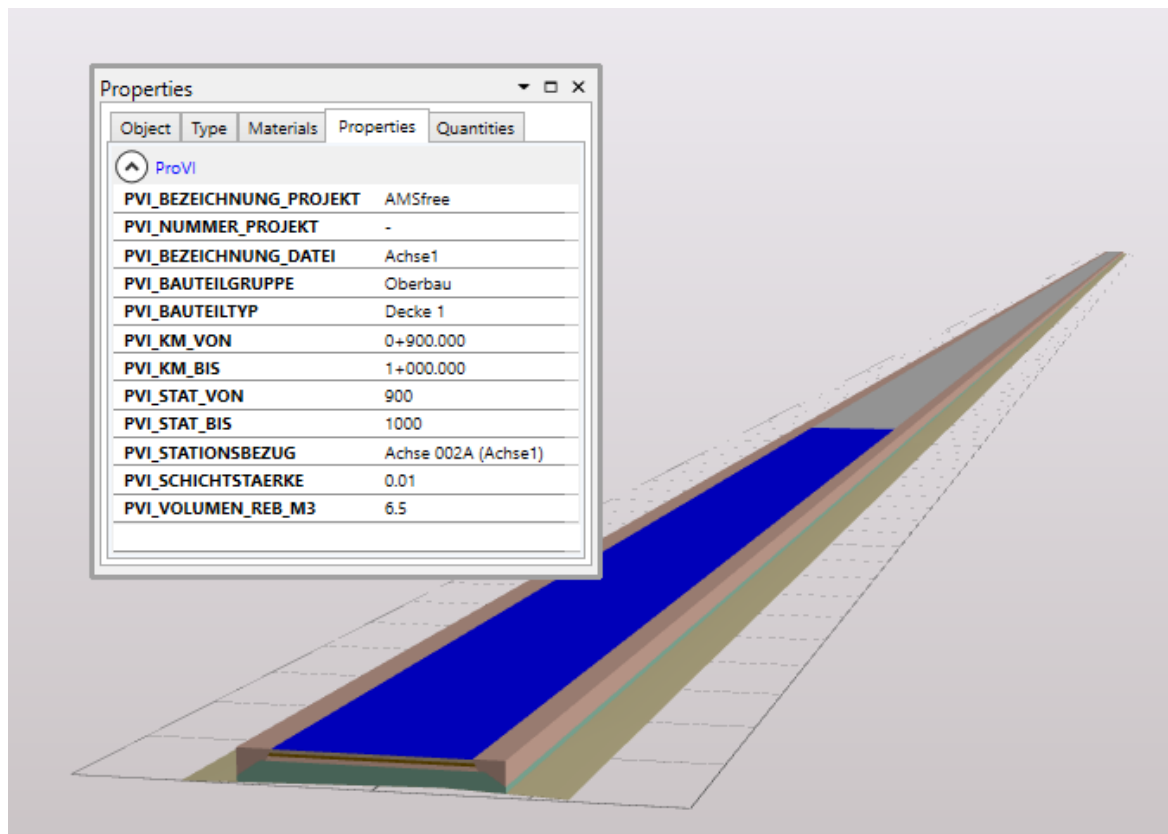 Properties
Object Type Materials Properties Quantities
ProVI
PVI_BEZEICHNUNG_PROJEKT AMSfree
PVI_NUMMER_PROJEKT -
PVI_BEZEICHNUNG_DATEI Achse1
PVI_BAUTEILGRUPPE Oberbau
PVI_BAUTEILTYP Decke 1
PVI_KM_VON 0+900.000
PVI_KM_BIS 1+000.000
PVI_STAT_VON 900
PVI_STAT_BIS 1000
PVI_STATIONSBEZUG Achse 002A (Achse1)
PVI_SCHICHTSTAERKE 0.01
PVI_VOLUMEN_REB_M3 6.5